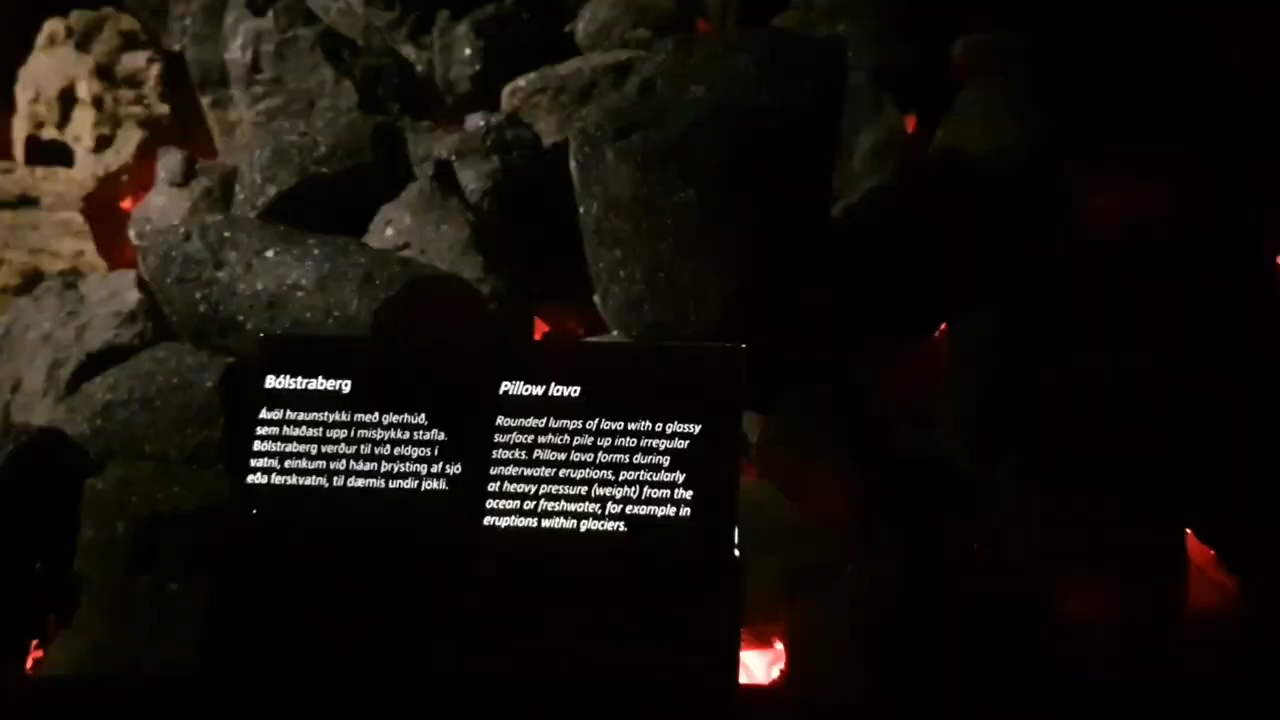 Bólstraberg
Ávöl hraunstykki með glerhúð,
sem hlaðast upp í misþykka stafla.
Bólstraberg verður til við eldgos í
vatni, einkum við háan þrýsting af sjó
eða ferskvatni, til dæmis undir jökli.
Pillow lava
Rounded lumps of lava with a glassy
surface which pile up into irregular
stacks. Pillow lava forms during
underwater eruptions, particularly
at heavy pressure (weight) from the
ocean or freshwater, for example in
eruptions within glaciers.